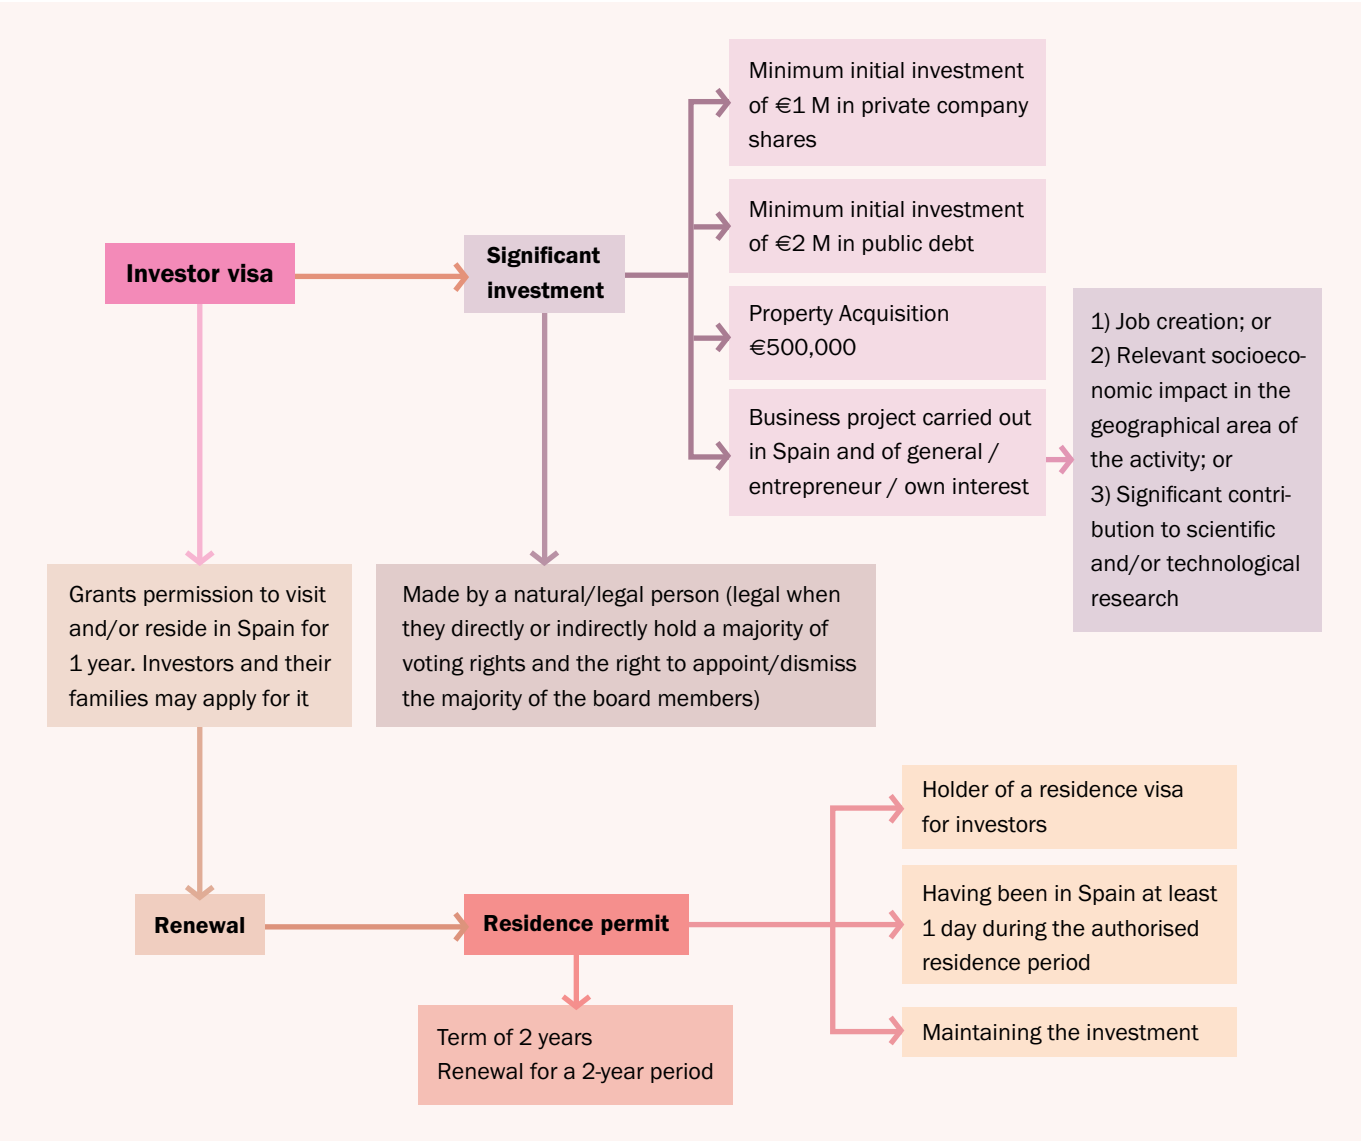 Minimum initial investment
of €1 M in private company
shares
Minimum initial investment
of €2 M in public debt
Investor visa
Significant
investment
Property Acquisition
€500,000
Business project carried out
in Spain and of general /
entrepreneur / own interest
1) Job creation; or
2) Relevant socioeco-
nomic impact in the
geographical area of
the activity; or
3) Significant contri-
bution to scientific
and/or technological
research
Grants permission to visit
and/or reside in Spain for
1 year. Investors and their
families may apply for it
Made by a natural/legal person (legal when
they directly or indirectly hold a majority of
voting rights and the right to appoint/dismiss
the majority of the board members)
Renewal
Residence permit
Holder of a residence visa
for investors
Having been in Spain at least
1 day during the authorised
residence period
Maintaining the investment
Term of 2 years
Renewal for a 2-year period